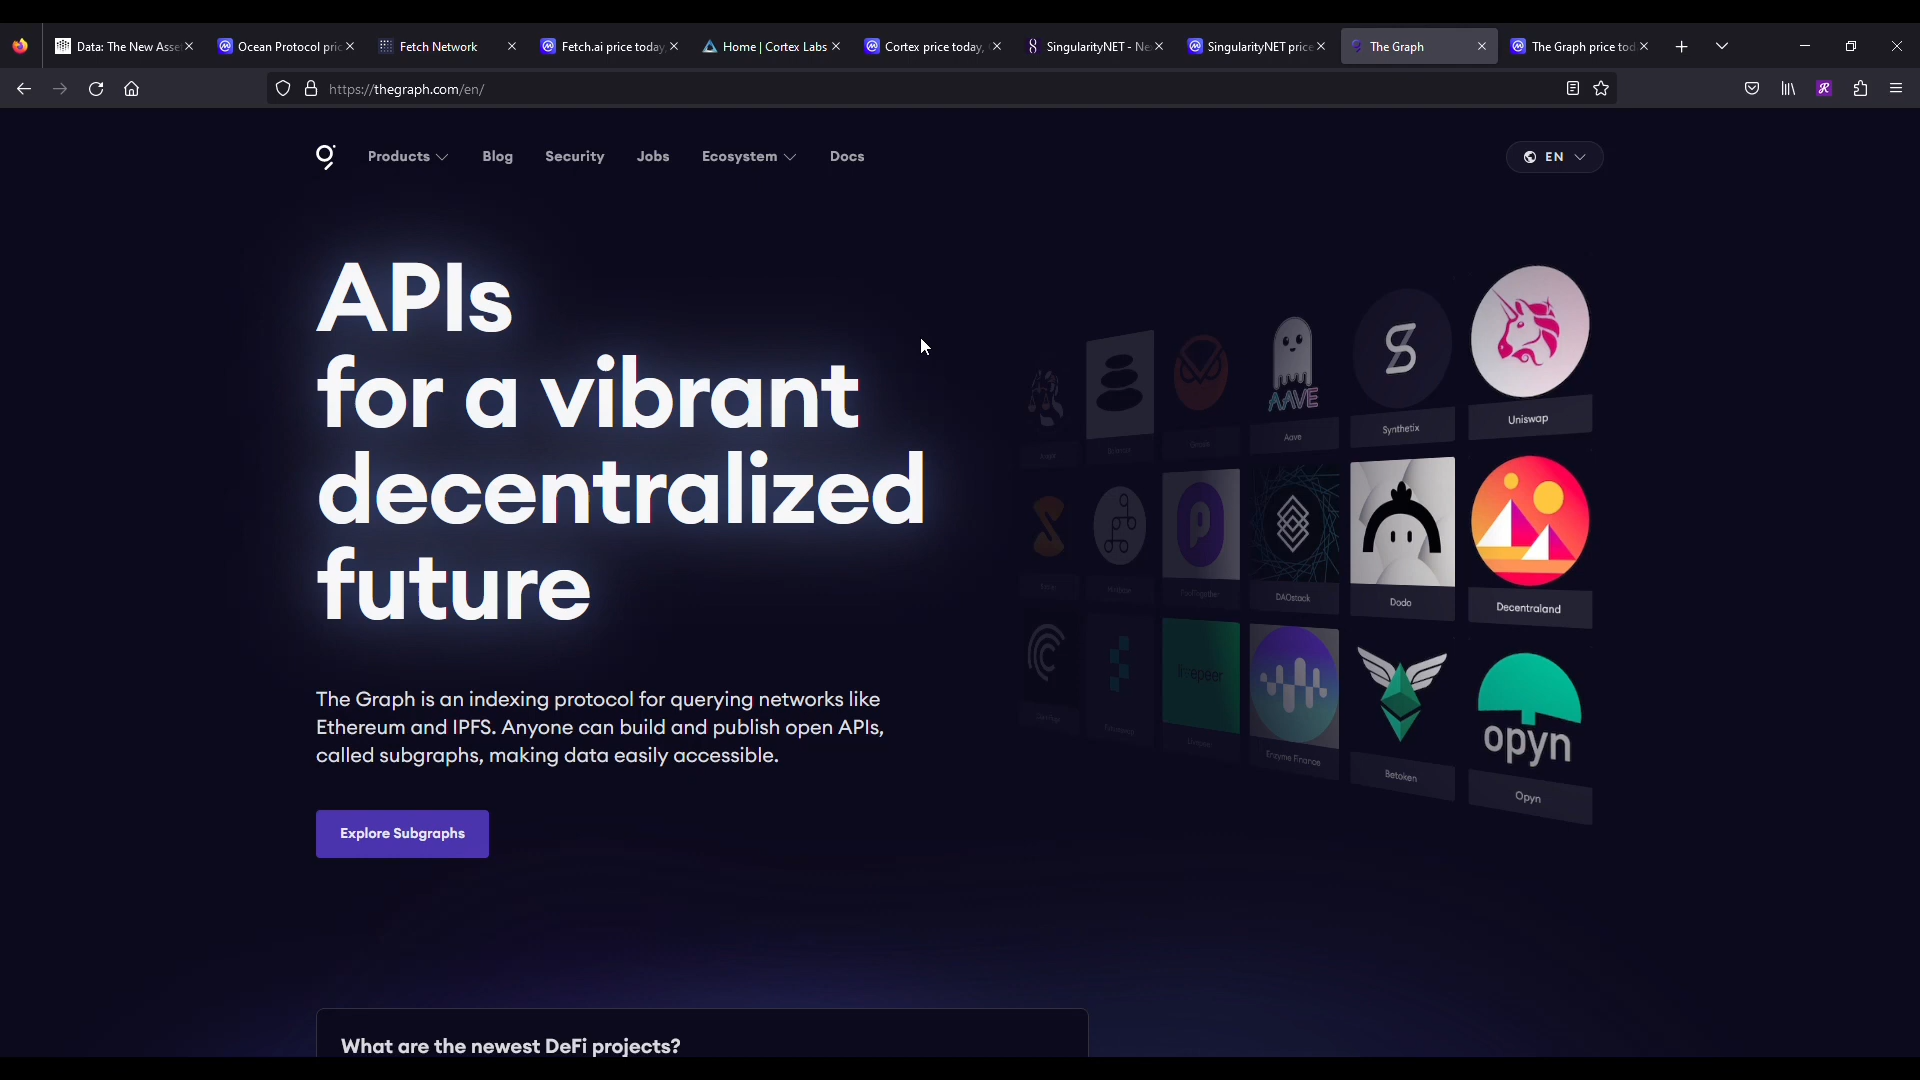 Data: The New Asse
Ocean Protocol pric
Fetch Network
Fetch.ai price today,
Home | Cortex Labs
Cortex price today,
SingularityNET - Ne
SingularityNET price
The Graph
The Graph price tod
https://thegraph.com/en/
Products
Blog
Security
Jobs
Ecosystem
Docs
EN
APIs
for a vibrant
decentralized
future
The Graph is an indexing protocol for querying networks like
Ethereum and IPFS. Anyone can build and publish open APIs,
called subgraphs, making data easily accessible.
Explore Subgraphs
AAVE
Aave
Synthetix
Uniswap
DAOstack
Dodo
Decentraland
Enzyme Finance
Betoken
opyn
Opyn
What are the newest DeFi projects?